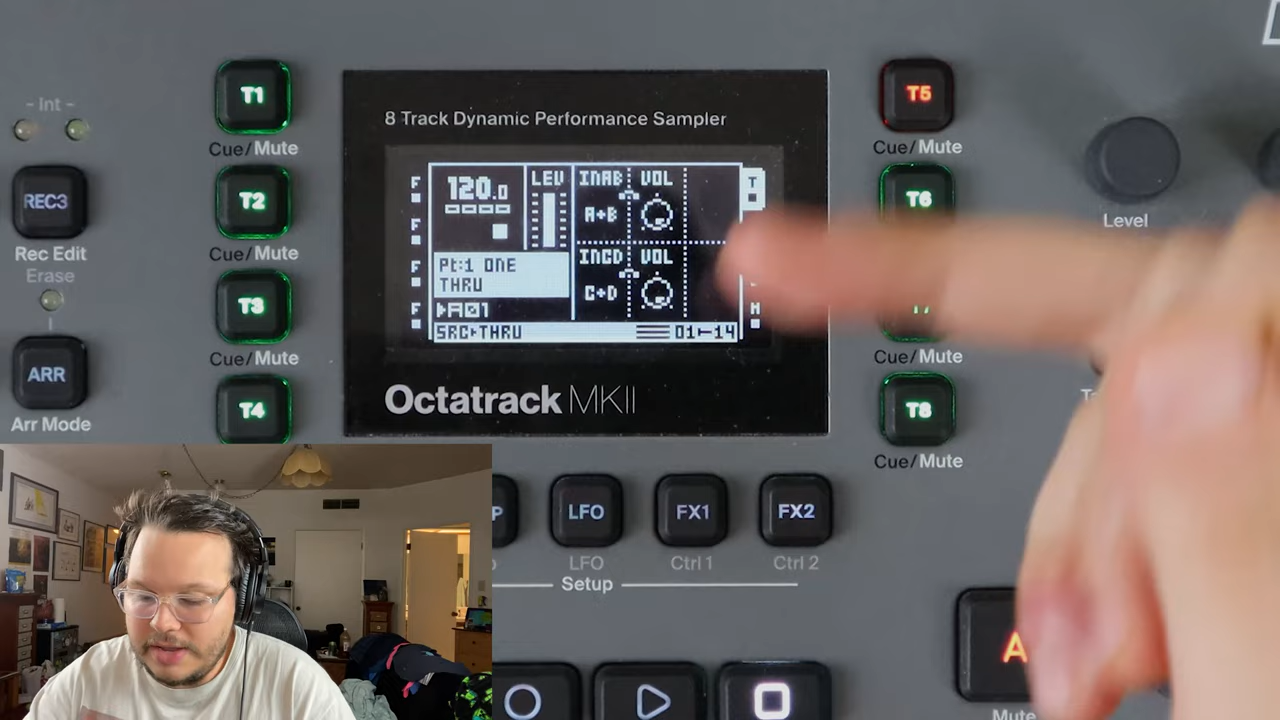 - Int -
T1
Cue/Mute
REC3
Rec Edit
T2
Cue/Mute
Erase
T3
Cue/Mute
ARR
Arr Mode
T4
8 Track Dynamic Performance Sampler
F
F
F
F
120.0
LEV
INAB
VOL
A+B
INCD
VOL
C+D
Pt:1 ONE
THRU
A01
SRC THRU
01 14
T
M
Octatrack MKII
T5
Cue/Mute
T6
Cue/Mute
T8
Cue/Mute
Level
P
LFO
FX1
FX2
LFO
Ctrl 1
Ctrl 2
Setup
A
Mute